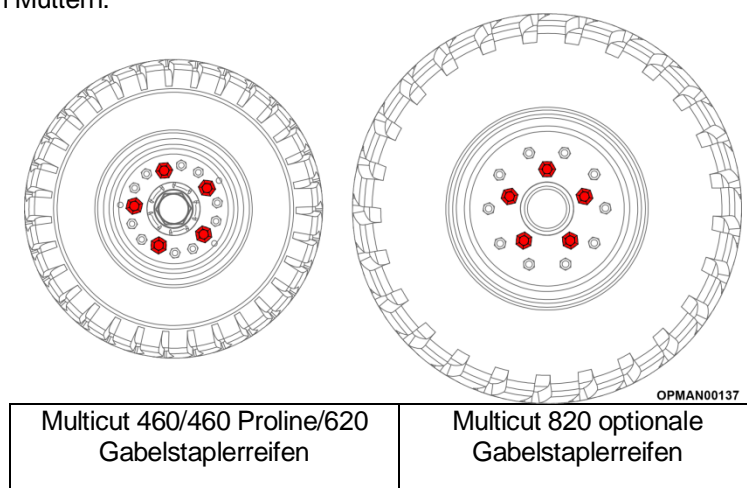 Muttern.
OPMAN00137
Multicut 460/460 Proline/620
Gabelstaplerreifen
Multicut 820 optionale
Gabelstaplerreifen